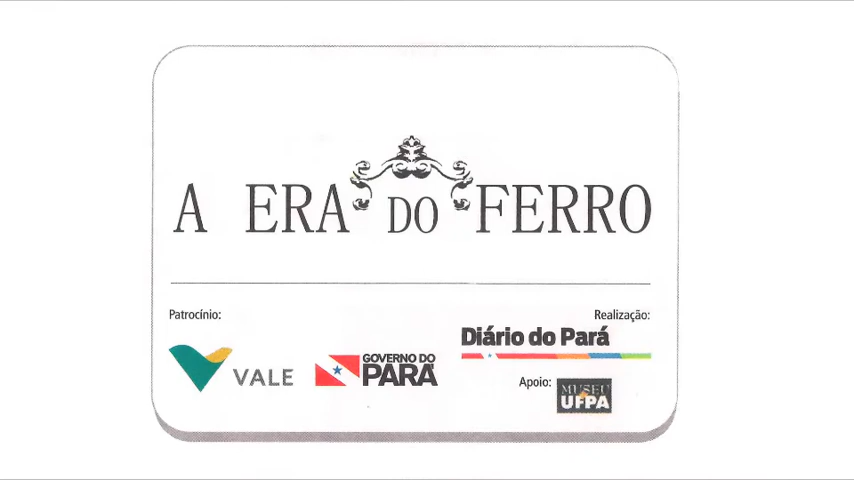 A ERA DO FERRO
Patrocínio:
VALE
GOVERNO DO
PARÁ
Realização:
Diário do Pará
Apoio:
MUSEU
UFPA